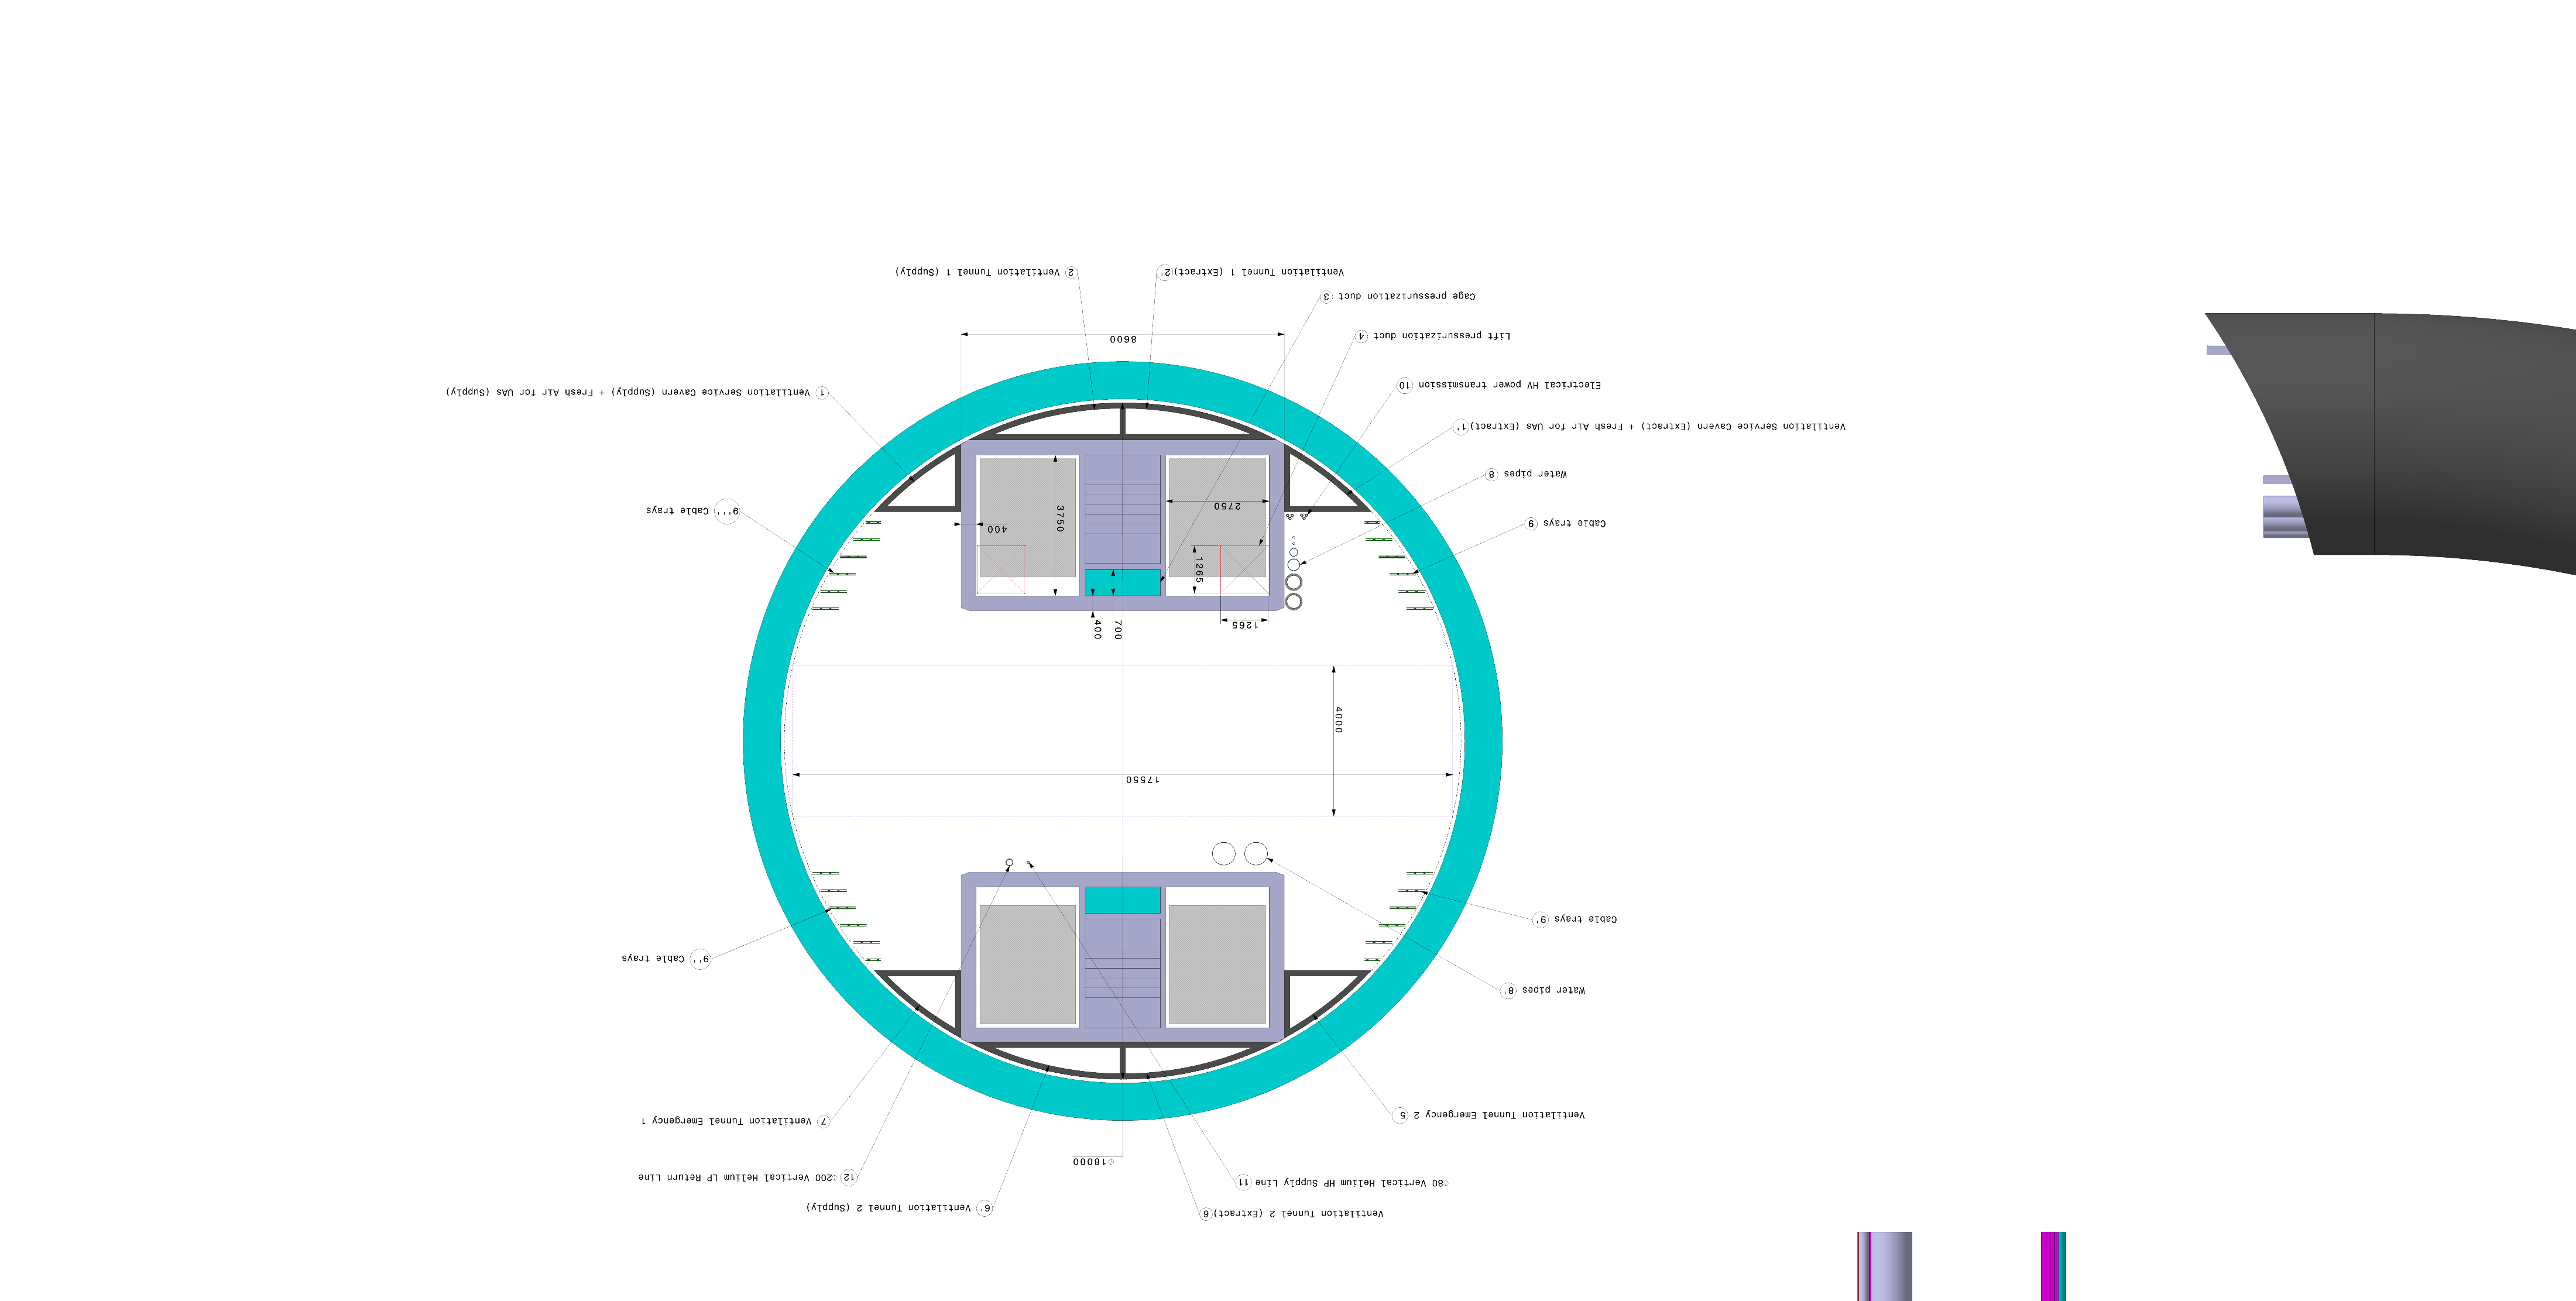 Ventilation Tunnel 2 (Extract) 6
6' Ventilation Tunnel 2 (Supply)
Ø80 Vertical Helium HP Supply Line 11
12 Ø200 Vertical Helium LP Return Line
Ø18000
7 Ventilation Tunnel Emergency 1
Ventilation Tunnel Emergency 2 5
Water pipes 8'
9'' Cable trays
Cable trays 9'
17550
4000
1265
700
400
1265
400
3750
2750
Cable trays 9
9''' Cable trays
Water pipes 8
Ventilation Service Cavern (Extract) + Fresh Air for UAs (Extract) 1'
1 Ventilation Service Cavern (Supply) + Fresh Air for UAs (Supply)
Electrical HV power transmission 10
8600
Lift pressurization duct 4
Cage pressurization duct 3
Ventilation Tunnel 1 (Extract) 2'
2 Ventilation Tunnel 1 (Supply)